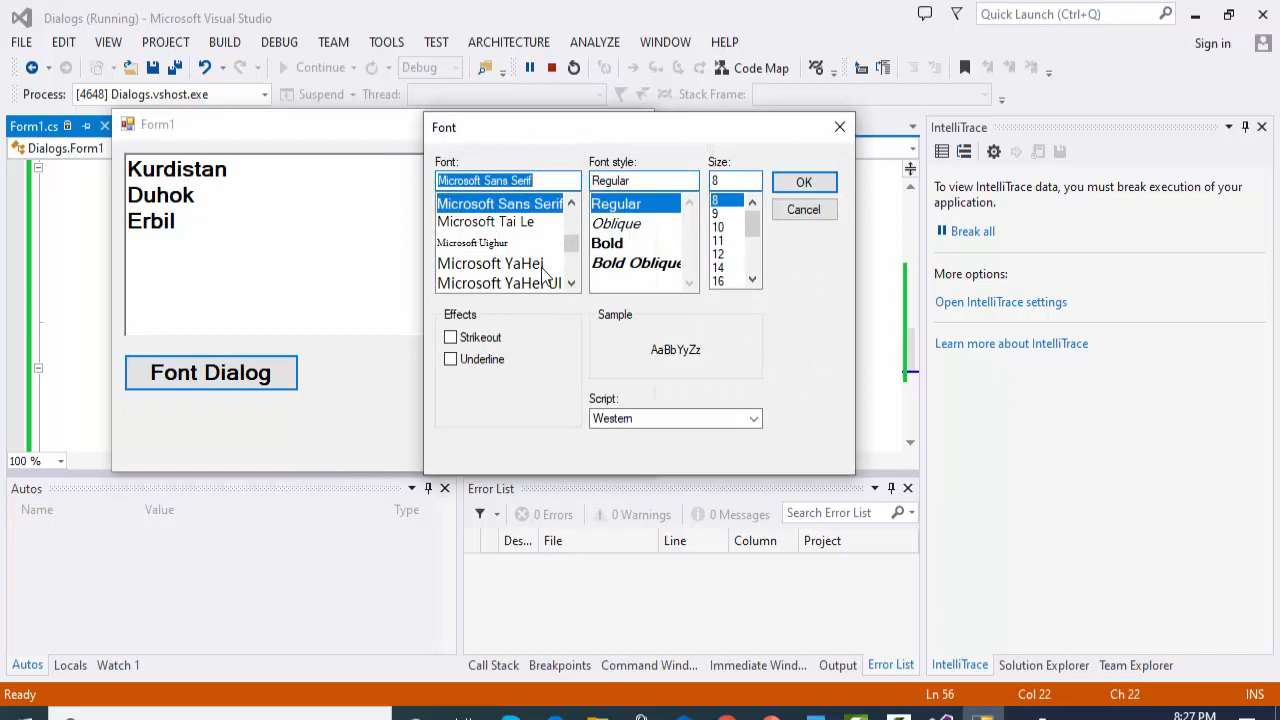 Dialogs (Running) - Microsoft Visual Studio
Quick Launch (Ctrl+Q)
FILE EDIT VIEW PROJECT BUILD DEBUG TEAM TOOLS TEST ARCHITECTURE ANALYZE WINDOW HELP
Sign in
Continue Debug Code Map
Process: [4648] Dialogs.vshost.exe Suspend Thread: Stack Frame:
Form1.cs
Dialogs.Form1
Form1
Kurdistan
Duhok
Erbil
Font Dialog
100 %
Font
Font: Font style: Size:
Microsoft Sans Serif Regular 8
OK
Cancel
Microsoft Sans Serif
Microsoft Tai Le
Microsoft Uighur
Microsoft YaHei
Microsoft YaHei UI
Regular
Oblique
Bold
Bold Oblique
8
9
10
11
12
14
16
Effects
Strikeout
Underline
Sample
AaBbYyZz
Script:
Western
IntelliTrace
To view IntelliTrace data, you must break execution of your
application.
Break all
More options:
Open IntelliTrace settings
Learn more about IntelliTrace
Autos
Name Value Type
Error List
0 Errors 0 Warnings 0 Messages Search Error List
Des... File Line Column Project
Autos Locals Watch 1
Call Stack Breakpoints Command Wind... Immediate Wind... Output Error List
IntelliTrace Solution Explorer Team Explorer
Ready Ln 56 Col 22 Ch 22 INS
8:27 PM